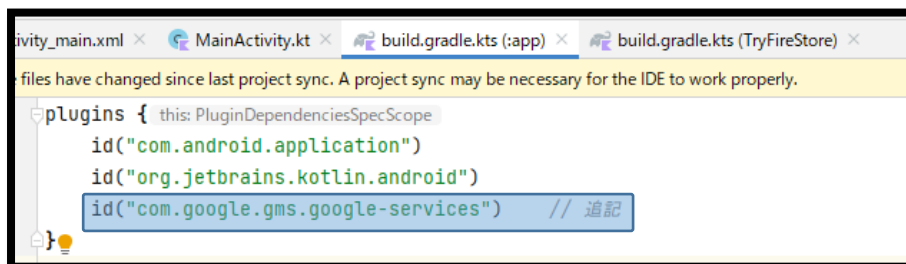 ivity_main.xml MainActivity.kt build.gradle.kts (:app) build.gradle.kts (TryFireStore)
files have changed since last project sync. A project sync may be necessary for the IDE to work properly.
plugins { this: PluginDependenciesSpecScope
id("com.android.application")
id("org.jetbrains.kotlin.android")
id("com.google.gms.google-services") // 追記
}